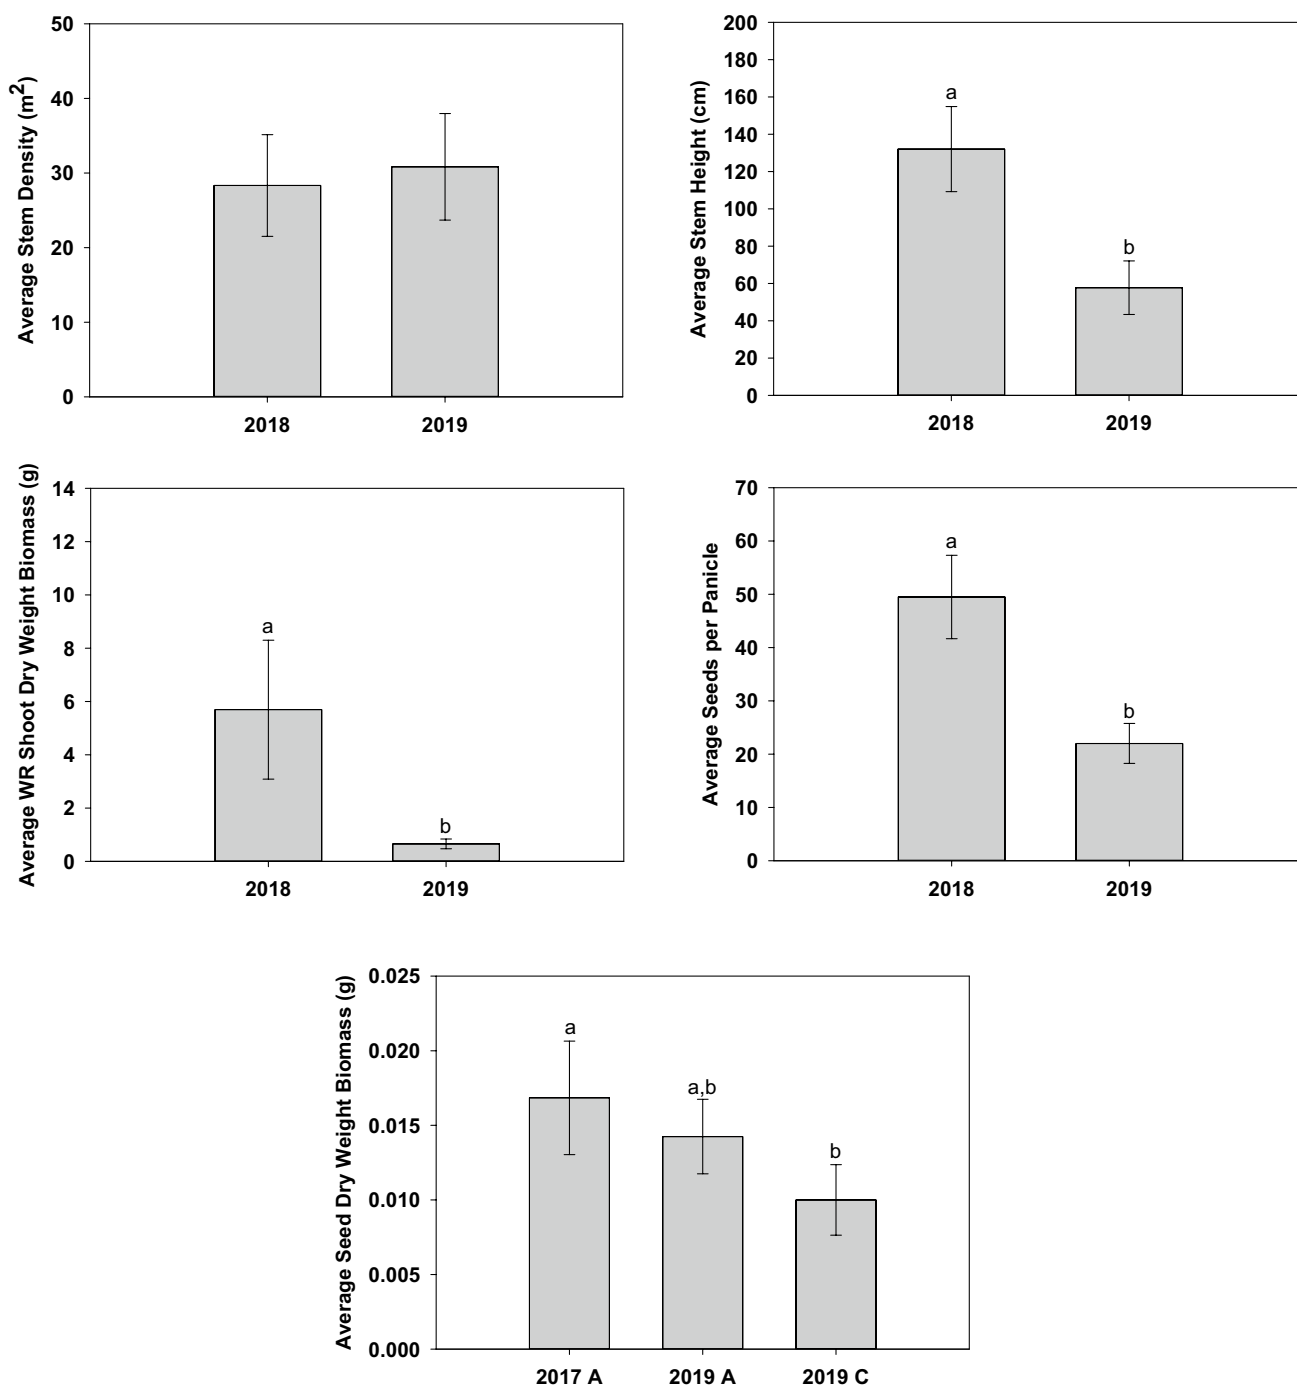 Average Stem Density (m²)
50
40
30
20
10
0
2018 2019
Average Stem Height (cm)
200
180
160
140
120
100
80
60
40
20
0
a
b
2018 2019
Average WR Shoot Dry Weight Biomass (g)
14
12
10
8
6
4
2
0
a
b
2018 2019
Average Seeds per Panicle
70
60
50
40
30
20
10
0
a
b
2018 2019
Average Seed Dry Weight Biomass (g)
0.025
0.020
0.015
0.010
0.005
0.000
a
a,b
b
2017 A 2019 A 2019 C